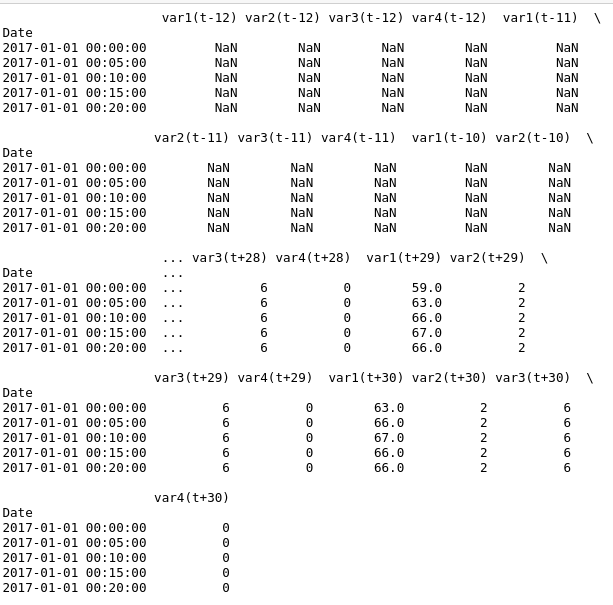 var1(t-12) var2(t-12) var3(t-12) var4(t-12) var1(t-11) \
Date
2017-01-01 00:00:00 NaN NaN NaN NaN NaN
2017-01-01 00:05:00 NaN NaN NaN NaN NaN
2017-01-01 00:10:00 NaN NaN NaN NaN NaN
2017-01-01 00:15:00 NaN NaN NaN NaN NaN
2017-01-01 00:20:00 NaN NaN NaN NaN NaN
var2(t-11) var3(t-11) var4(t-11) var1(t-10) var2(t-10) \
Date
2017-01-01 00:00:00 NaN NaN NaN NaN NaN
2017-01-01 00:05:00 NaN NaN NaN NaN NaN
2017-01-01 00:10:00 NaN NaN NaN NaN NaN
2017-01-01 00:15:00 NaN NaN NaN NaN NaN
2017-01-01 00:20:00 NaN NaN NaN NaN NaN
... var3(t+28) var4(t+28) var1(t+29) var2(t+29) \
Date ...
2017-01-01 00:00:00 ... 6 0 59.0 2
2017-01-01 00:05:00 ... 6 0 63.0 2
2017-01-01 00:10:00 ... 6 0 66.0 2
2017-01-01 00:15:00 ... 6 0 67.0 2
2017-01-01 00:20:00 ... 6 0 66.0 2
var3(t+29) var4(t+29) var1(t+30) var2(t+30) var3(t+30) \
Date
2017-01-01 00:00:00 6 0 63.0 2 6
2017-01-01 00:05:00 6 0 66.0 2 6
2017-01-01 00:10:00 6 0 67.0 2 6
2017-01-01 00:15:00 6 0 66.0 2 6
2017-01-01 00:20:00 6 0 66.0 2 6
var4(t+30)
Date
2017-01-01 00:00:00 0
2017-01-01 00:05:00 0
2017-01-01 00:10:00 0
2017-01-01 00:15:00 0
2017-01-01 00:20:00 0